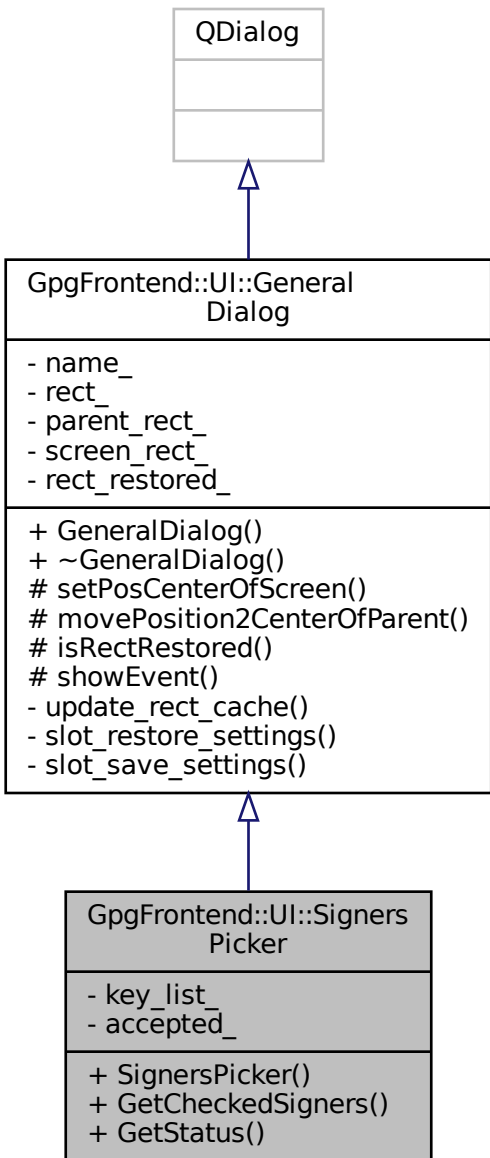 QDialog
GpgFrontend::UI::General
Dialog
- name_
- rect_
- parent_rect_
- screen_rect_
- rect_restored_
+ GeneralDialog()
+ ~GeneralDialog()
# setPosCenterOfScreen()
# movePosition2CenterOfParent()
# isRectRestored()
# showEvent()
- update_rect_cache()
- slot_restore_settings()
- slot_save_settings()
GpgFrontend::UI::Signers
Picker
- key_list_
- accepted_
+ SignersPicker()
+ GetCheckedSigners()
+ GetStatus()